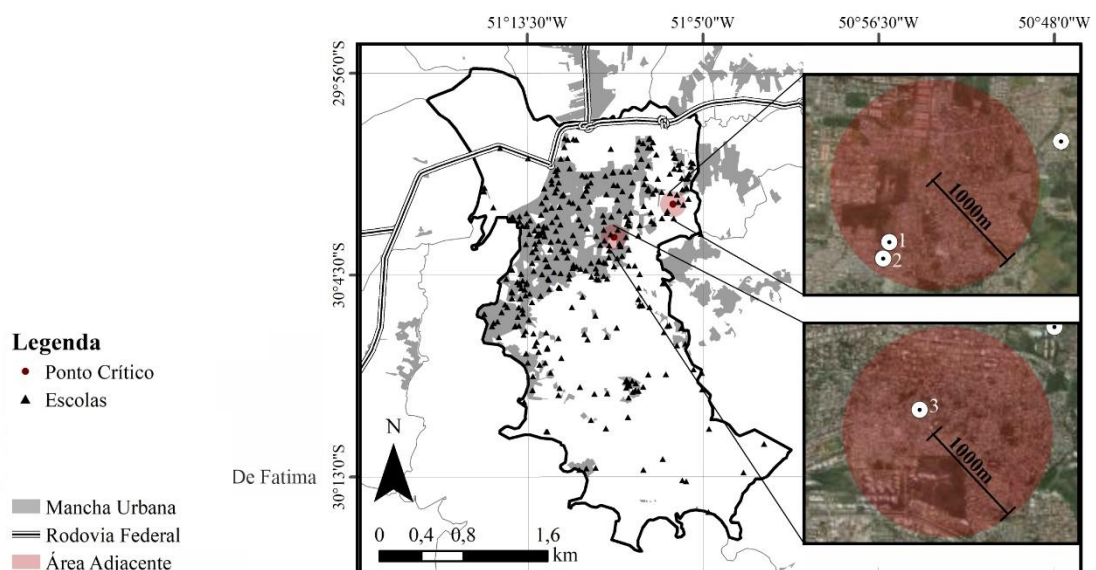 51°13'30"W 51°5'0"W 50°56'30"W 50°48'0"W
29°56'0"S
30°4'30"S
30°13'0"S
1
2
1000m
3
1000m
Legenda
Ponto Crítico
Escolas
N
De Fatima
Mancha Urbana
Rodovia Federal
Área Adjacente
0 0,4 0,8 1,6
km